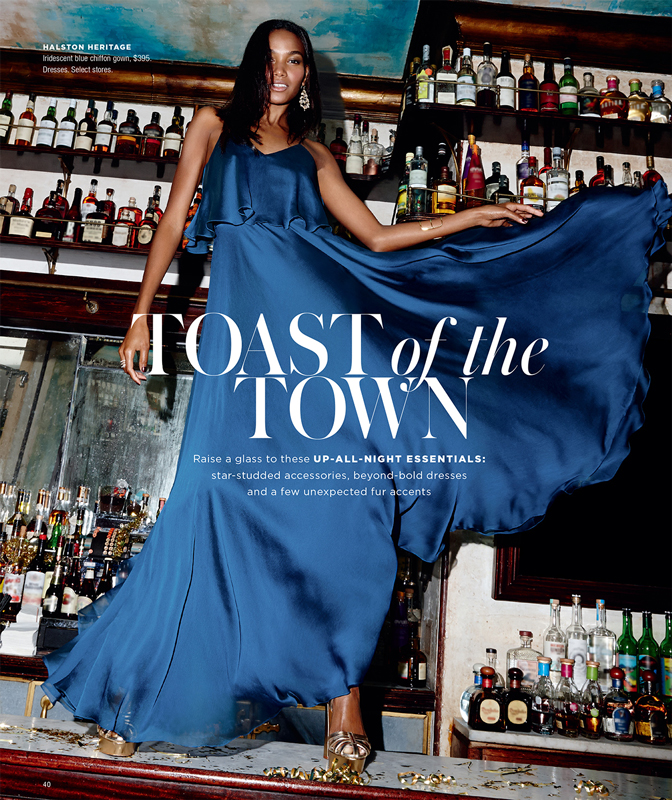 HALSTON HERITAGE
Iridescent blue chiffon gown, $395.
Dresses. Select stores.
TOAST of the
TOWN
Raise a glass to these UP-ALL-NIGHT ESSENTIALS:
star-studded accessories, beyond-bold dresses
and a few unexpected fur accents
40